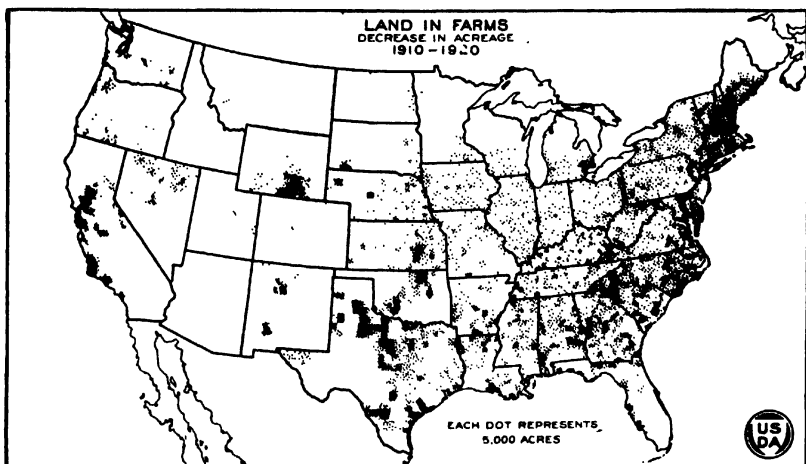 LAND IN FARMS
DECREASE IN ACREAGE
1910-1920
EACH DOT REPRESENTS
5,000 ACRES
US
DA